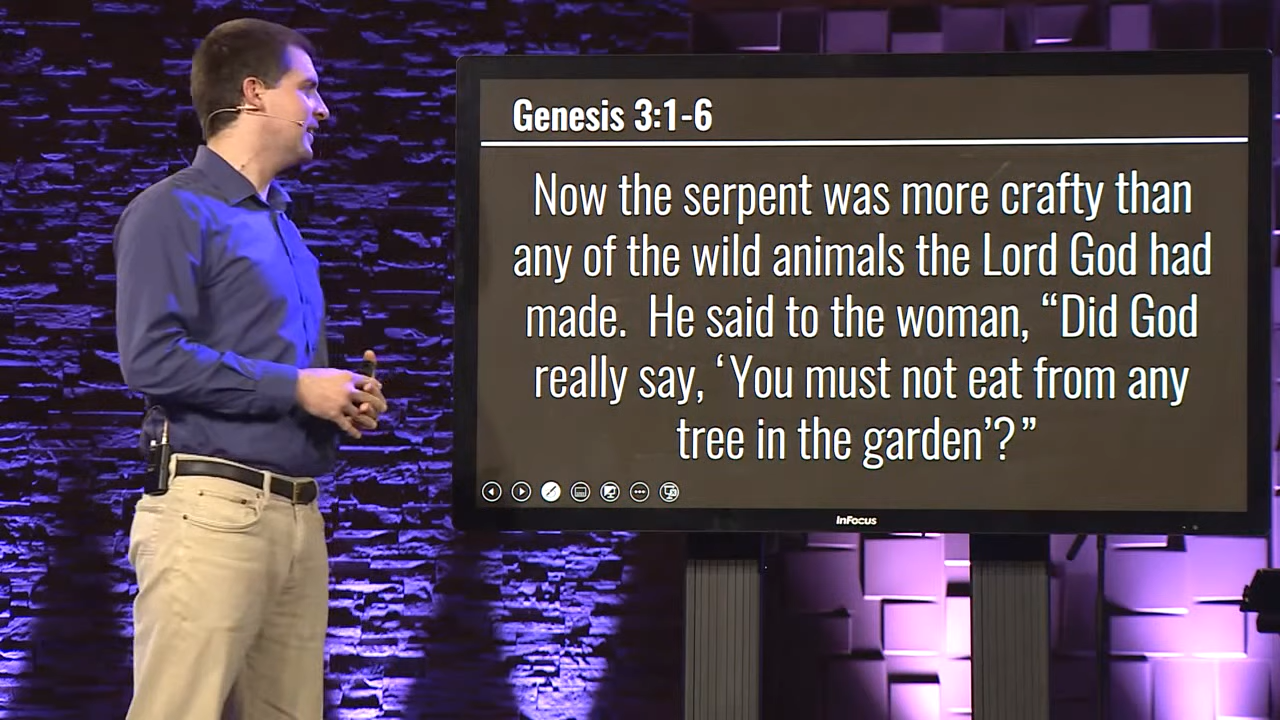 Genesis 3:1-6
Now the serpent was more crafty than
any of the wild animals the Lord God had
made.  He said to the woman, “Did God
really say, ‘You must not eat from any
tree in the garden’?”
InFocus